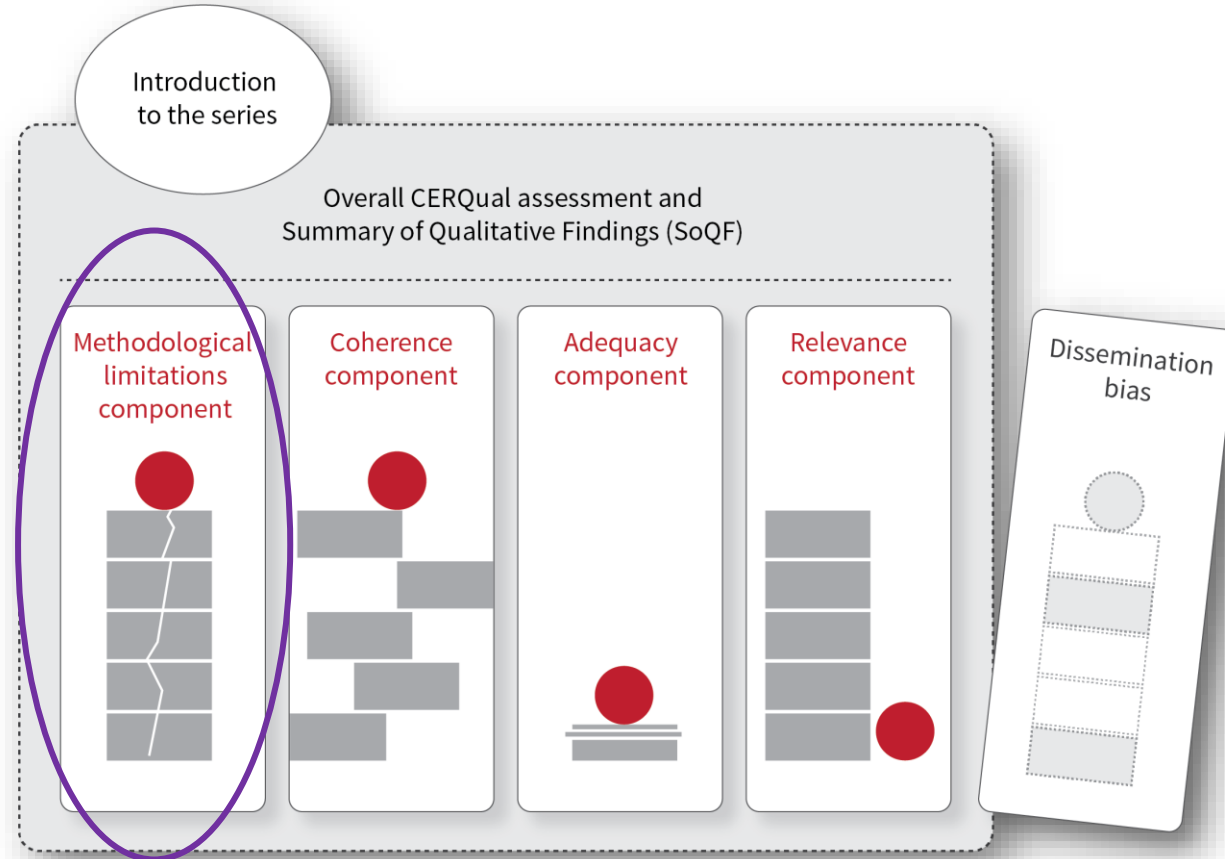 Introduction
to the series
Overall CERQual assessment and
Summary of Qualitative Findings (SoQF)
Methodological
limitations
component
Coherence
component
Adequacy
component
Relevance
component
Dissemination
bias